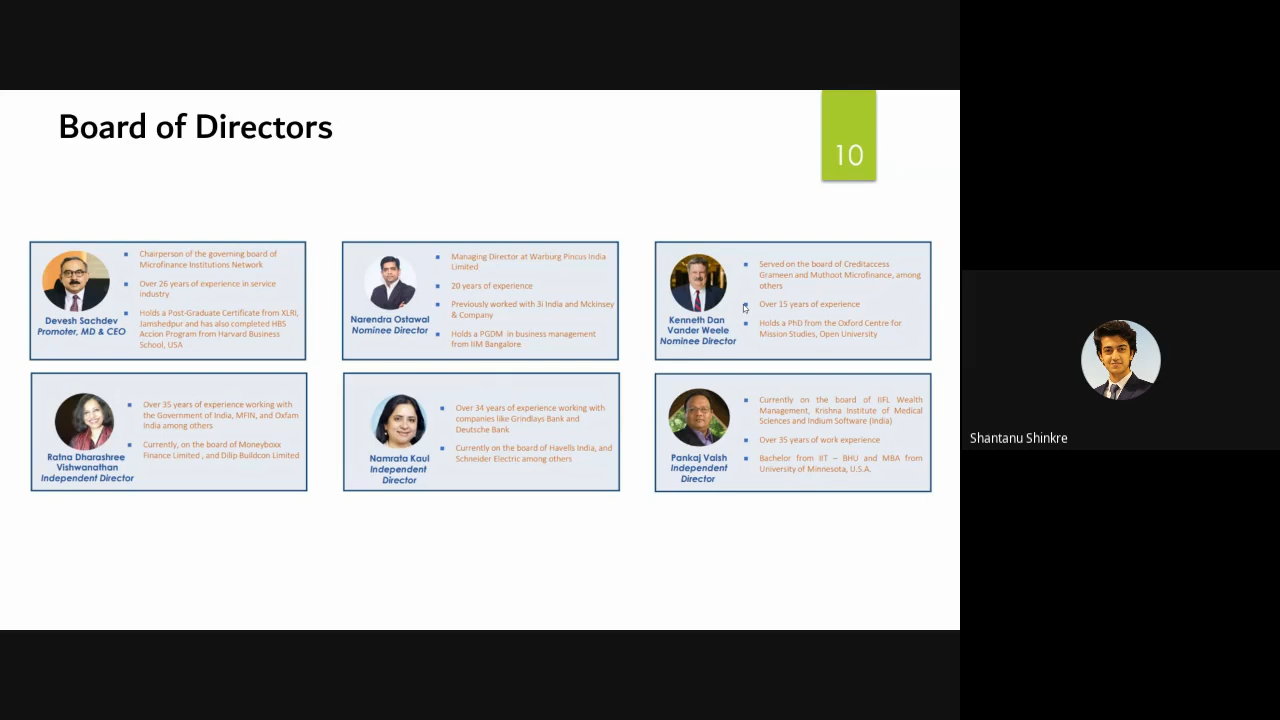 Board of Directors
10
Devesh Sachdev
Promoter, MD & CEO
Chairperson of the governing board of
Microfinance Institutions Network
Over 26 years of experience in service
industry
Holds a Post-Graduate Certificate from XLRI,
Jamshedpur and has also completed HBS
Accion Program from Harvard Business
School, USA
Narendra Ostawal
Nominee Director
Managing Director at Warburg Pincus India
Limited
20 years of experience
Previously worked with 3i India and Mckinsey
& Company
Holds a PGDM in business management
from IIM Bangalore
Kenneth Dan
Vander Weele
Nominee Director
Served on the board of Creditaccess
Grameen and Muthoot Microfinance, among
others
Over 15 years of experience
Holds a PhD from the Oxford Centre for
Mission Studies, Open University
Ratna Dharashree
Vishwanathan
Independent Director
Over 35 years of experience working with
the Government of India, MFIN, and Oxfam
India among others
Currently, on the board of Moneyboxx
Finance Limited , and Dilip Buildcon Limited
Namrata Kaul
Independent
Director
Over 34 years of experience working with
companies like Grindlays Bank and
Deutsche Bank
Currently on the board of Havells India, and
Schneider Electric among others
Pankaj Vaish
Independent
Director
Currently on the board of IIFL Wealth
Management, Krishna Institute of Medical
Sciences and Indium Software (India)
Over 35 years of work experience
Bachelor from IIT – BHU and MBA from
University of Minnesota, U.S.A.
Shantanu Shinkre